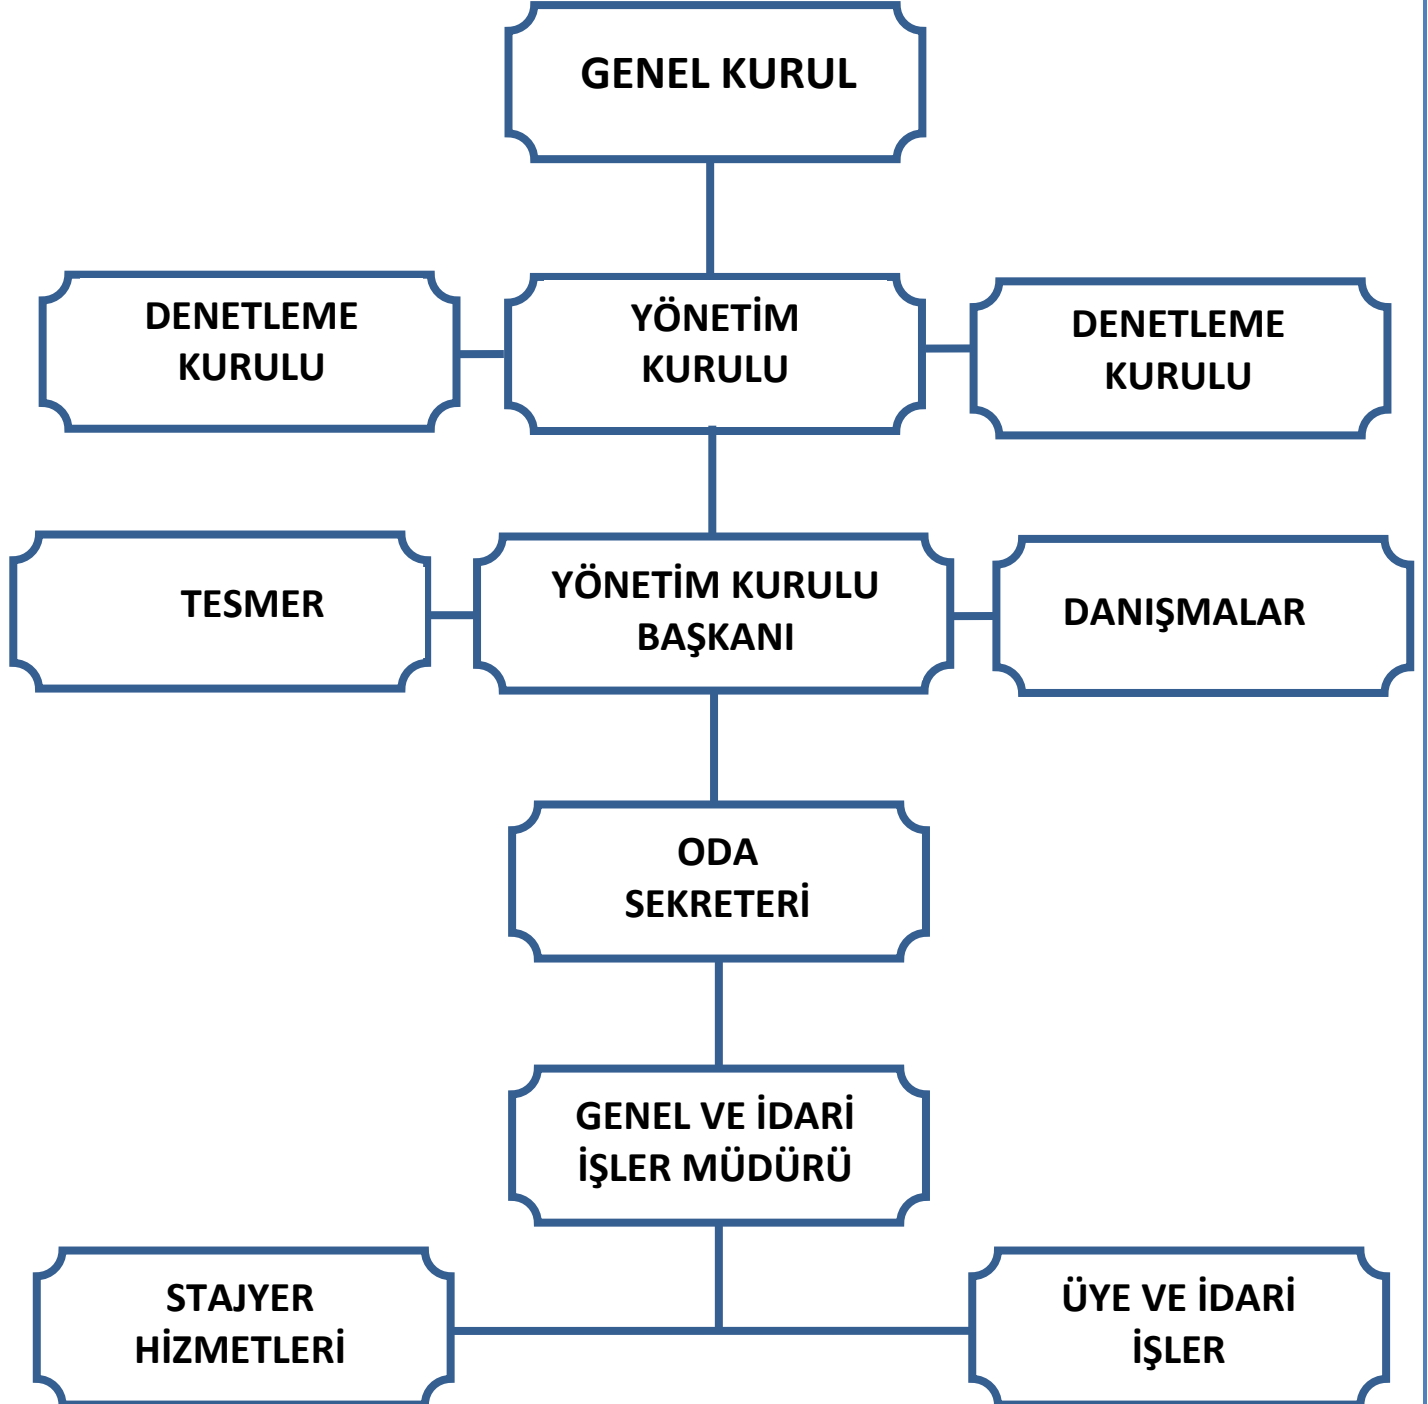 GENEL KURUL
DENETLEME
KURULU
YÖNETİM
KURULU
DENETLEME
KURULU
TESMER
YÖNETİM KURULU
BAŞKANI
DANIŞMALAR
ODA
SEKRETERİ
GENEL VE İDARİ
İŞLER MÜDÜRÜ
STAJYER
HİZMETLERİ
ÜYE VE İDARİ
İŞLER